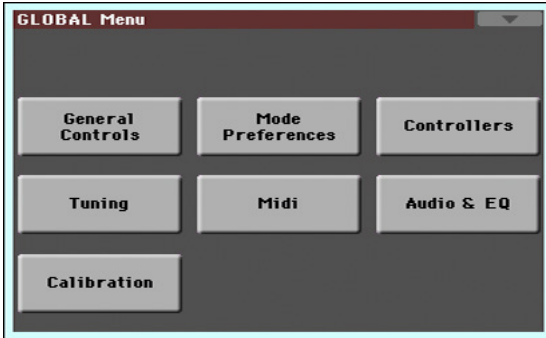 GLOBAL Menu
General
Controls
Mode
Preferences
Controllers
Tuning
Midi
Audio & EQ
Calibration